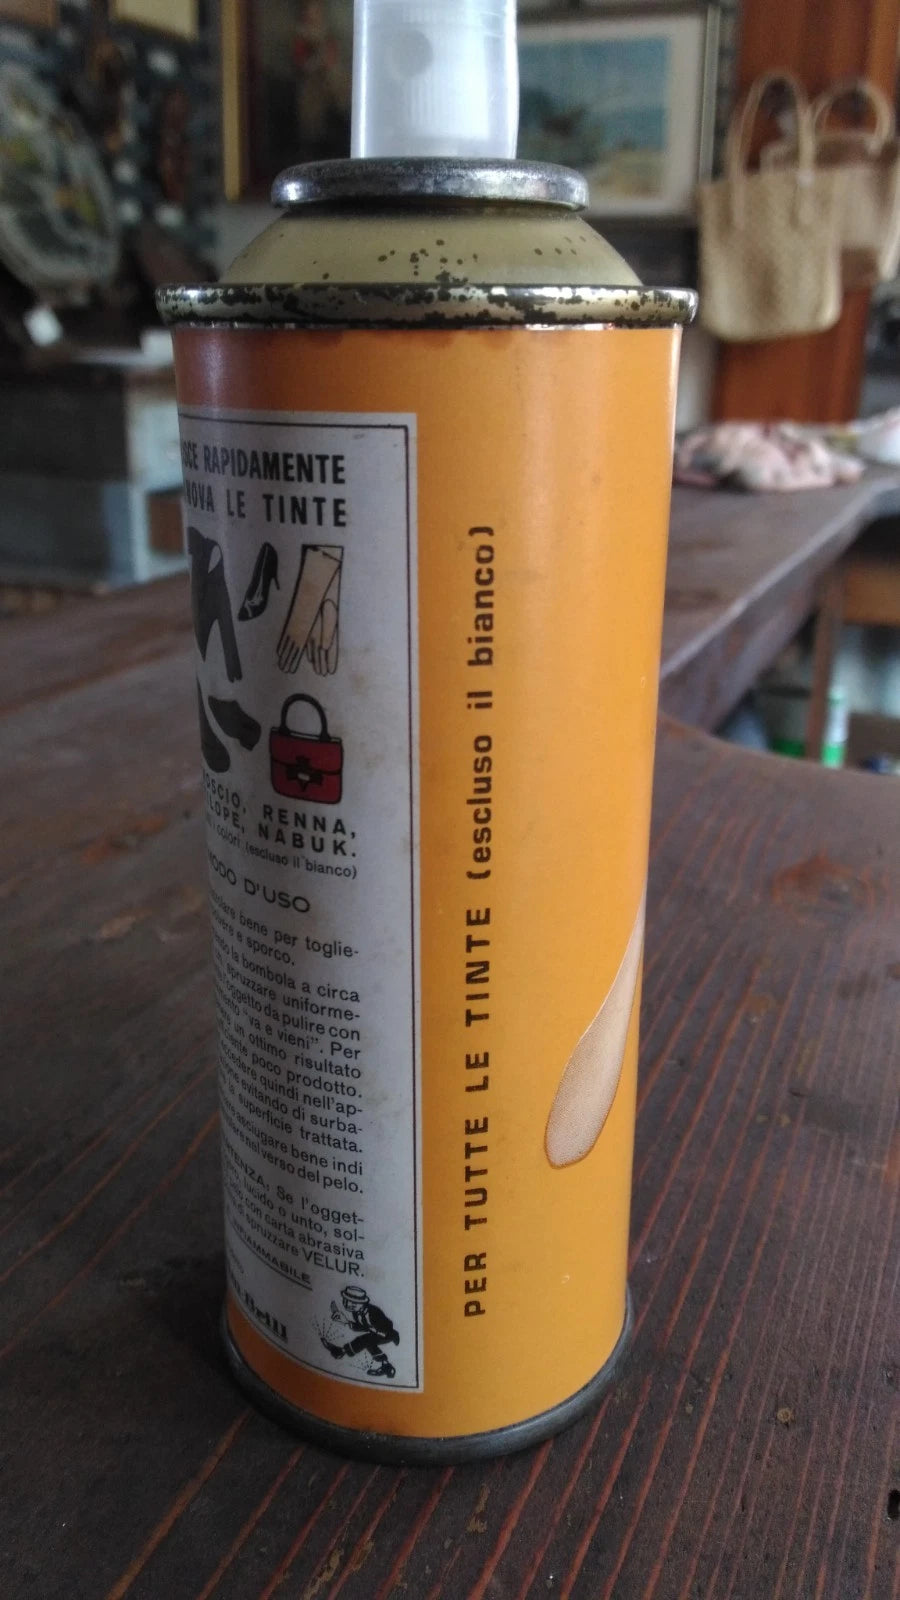 RAPIDAMENTE
LE TINTE
RENNA,
NABUK.
colori (escluso il bianco)
D'USO
bene per toglie-
e sporco.
la bombola a circa
spruzzare uniforme-
l'oggetto da pulire con
"va e vieni". Per
un ottimo risultato
poco prodotto.
quindi nell'ap-
evitando di surba-
la superficie trattata.
asciugare bene indi
nel verso del pelo.
Se l'ogget-
lucido o unto, sol-
con carta abrasiva
di spruzzare VELUR.
PER TUTTE LE TINTE (escluso il bianco)